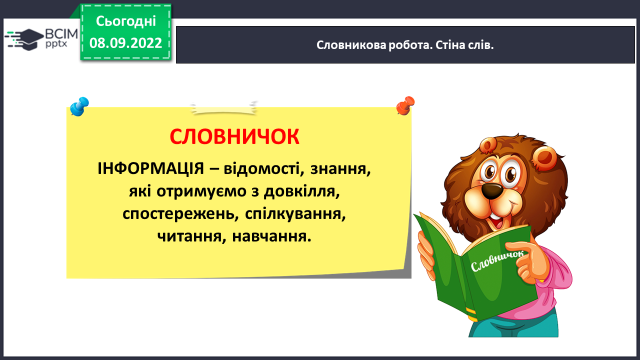 Сьогодні
08.09.2022
ВСІМ
pptx
Словникова робота. Стіна слів.
СЛОВНИЧОК
ІНФОРМАЦІЯ – відомості, знання,
які отримуємо з довкілля,
спостережень, спілкування,
читання, навчання.
Словничок